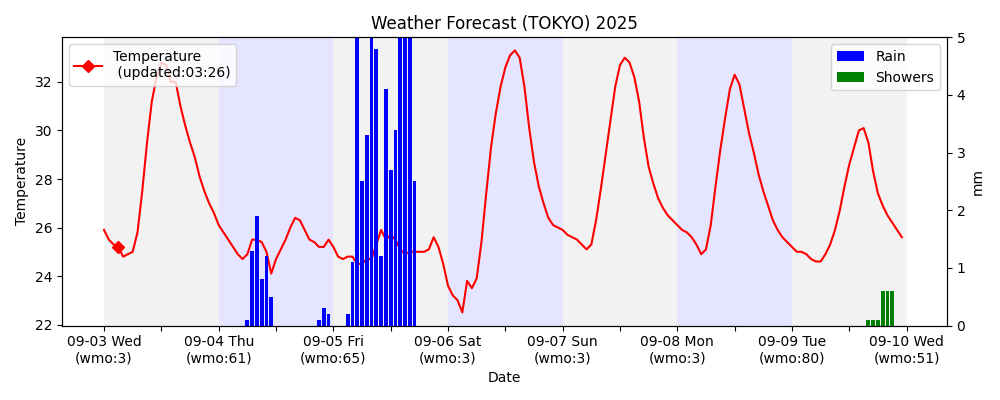 Weather Forecast (TOKYO) 2025
Temperature
(updated:03:26)
Rain
Showers
Temperature
32
30
28
26
24
22
5
4
3
2
1
0
mm
09-03 Wed
(wmo:3)
09-04 Thu
(wmo:61)
09-05 Fri
(wmo:65)
09-06 Sat
(wmo:3)
09-07 Sun
(wmo:3)
09-08 Mon
(wmo:3)
09-09 Tue
(wmo:80)
09-10 Wed
(wmo:51)
Date